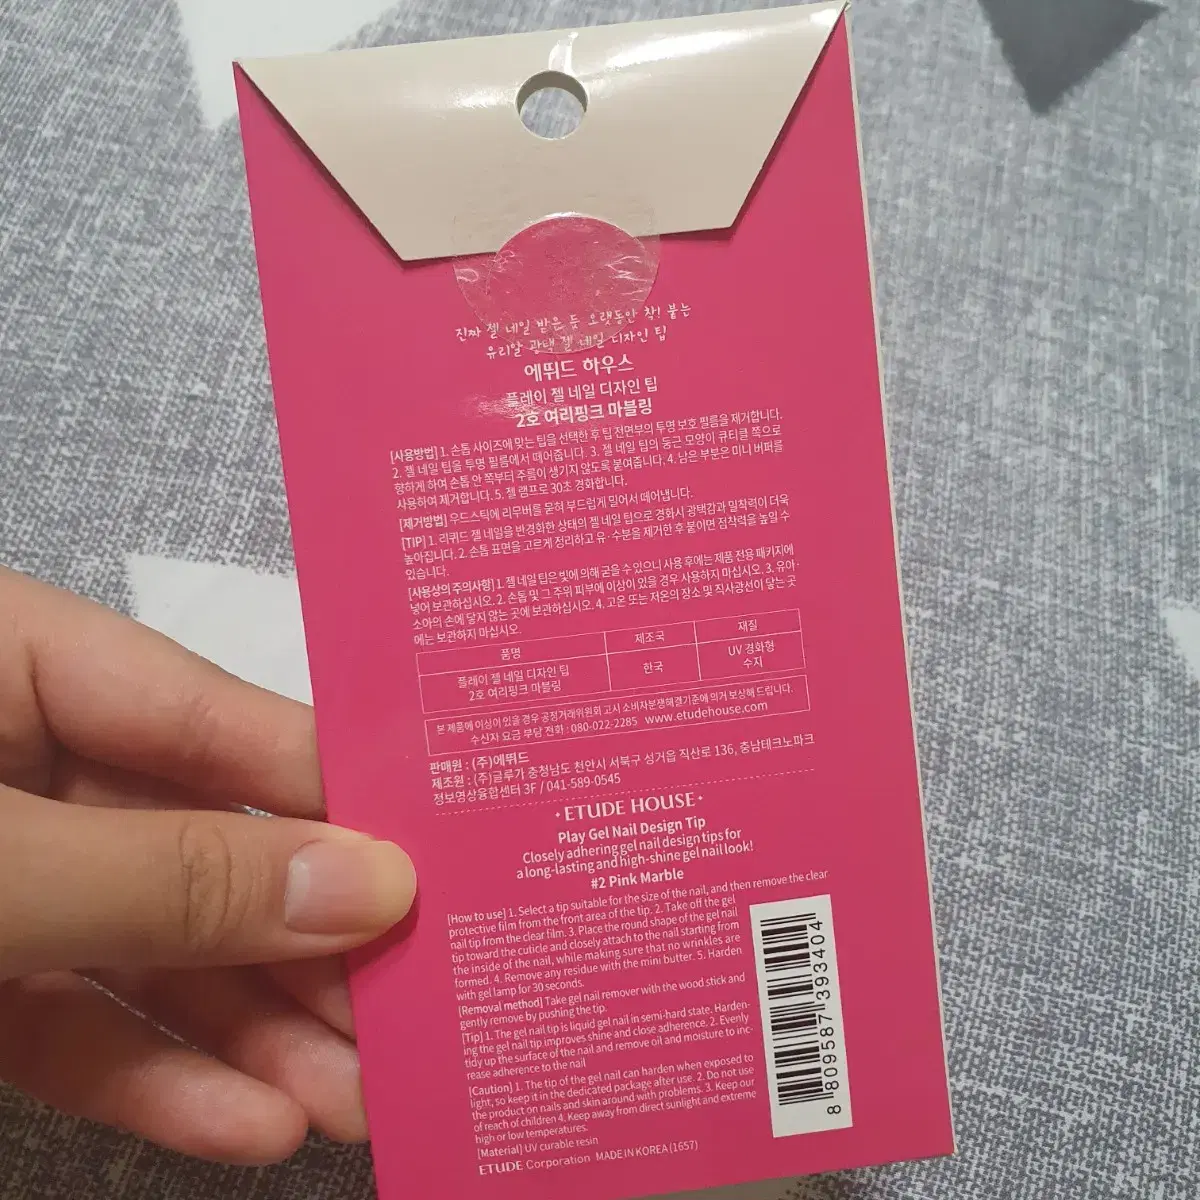 진짜 젤 네일 받은 듯 오랫동안 착! 붙는
유리알 광택 젤 네일 디자인 팁
에뛰드 하우스
플레이 젤 네일 디자인 팁
2호 여리핑크 마블링
[사용방법] 1. 손톱 사이즈에 맞는 팁을 선택한 후 팁 전면부의 투명 보호 필름을 제거합니다.
2. 젤 네일 팁을 투명 필름에서 떼어줍니다. 3. 젤 네일 팁의 둥근 모양이 큐티클 쪽으로
향하게 하여 손톱 안 쪽부터 주름이 생기지 않도록 붙여줍니다. 4. 남은 부분은 미니 버퍼를
사용하여 제거합니다. 5. 젤 램프로 30초 경화합니다.
[제거방법] 우드스틱에 리무버를 묻혀 부드럽게 밀어서 떼어냅니다.
[TIP] 1. 리퀴드 젤 네일을 반경화한 상태의 젤 네일 팁으로 경화시 광택감과 밀착력이 더욱
높아집니다. 2. 손톱 표면을 고르게 정리하고 유·수분을 제거한 후 붙이면 점착력을 높일 수
있습니다.
[사용상의 주의사항] 1. 젤 네일 팁은 빛에 의해 굳을 수 있으니 사용 후에는 제품 전용 패키지에
넣어 보관하십시오. 2. 손톱 및 그 주위 피부에 이상이 있을 경우 사용하지 마십시오. 3. 유아·
소아의 손에 닿지 않는 곳에 보관하십시오. 4. 고온 또는 저온의 장소 및 직사광선이 닿는 곳
에는 보관하지 마십시오.
품명 제조국 재질
플레이 젤 네일 디자인 팁 한국 UV 경화형
2호 여리핑크 마블링 수지
본 제품에 이상이 있을 경우 공정거래위원회 고시 소비자분쟁해결기준에 의거 보상해 드립니다.
수신자 요금 부담 전화 : 080-022-2285 www.etudehouse.com
판매원 : (주)에뛰드
제조원 : (주)글루가 충청남도 천안시 서북구 성거읍 직산로 136, 충남테크노파크
정보영상융합센터 3F / 041-589-0545
ETUDE HOUSE
Play Gel Nail Design Tip
Closely adhering gel nail design tips for
a long-lasting and high-shine gel nail look!
#2 Pink Marble
[How to use] 1. Select a tip suitable for the size of the nail, and then remove the clear
protective film from the front area of the tip. 2. Take off the gel
nail tip from the clear film. 3. Place the round shape of the gel nail
tip toward the cuticle and closely attach to the nail starting from
the inside of the nail, while making sure that no wrinkles are
formed. 4. Remove any residue with the mini butter. 5. Harden
with gel lamp for 30 seconds.
[Removal method] Take gel nail remover with the wood stick and
gently remove by pushing the tip.
[Tip] 1. The gel nail tip is liquid gel nail in semi-hard state. Harden-
ing the gel nail tip improves shine and close adherence. 2. Evenly
tidy up the surface of the nail and remove oil and moisture to inc-
rease adherence to the nail
[Caution] 1. The tip of the gel nail can harden when exposed to
light, so keep it in the dedicated package after use. 2. Do not use
the product on nails and skin around with problems. 3. Keep our
of reach of children 4. Keep away from direct sunlight and extreme
high or low temperatures.
[Material] UV curable resin
ETUDE Corporation MADE IN KOREA (1657)
8 809587 393404